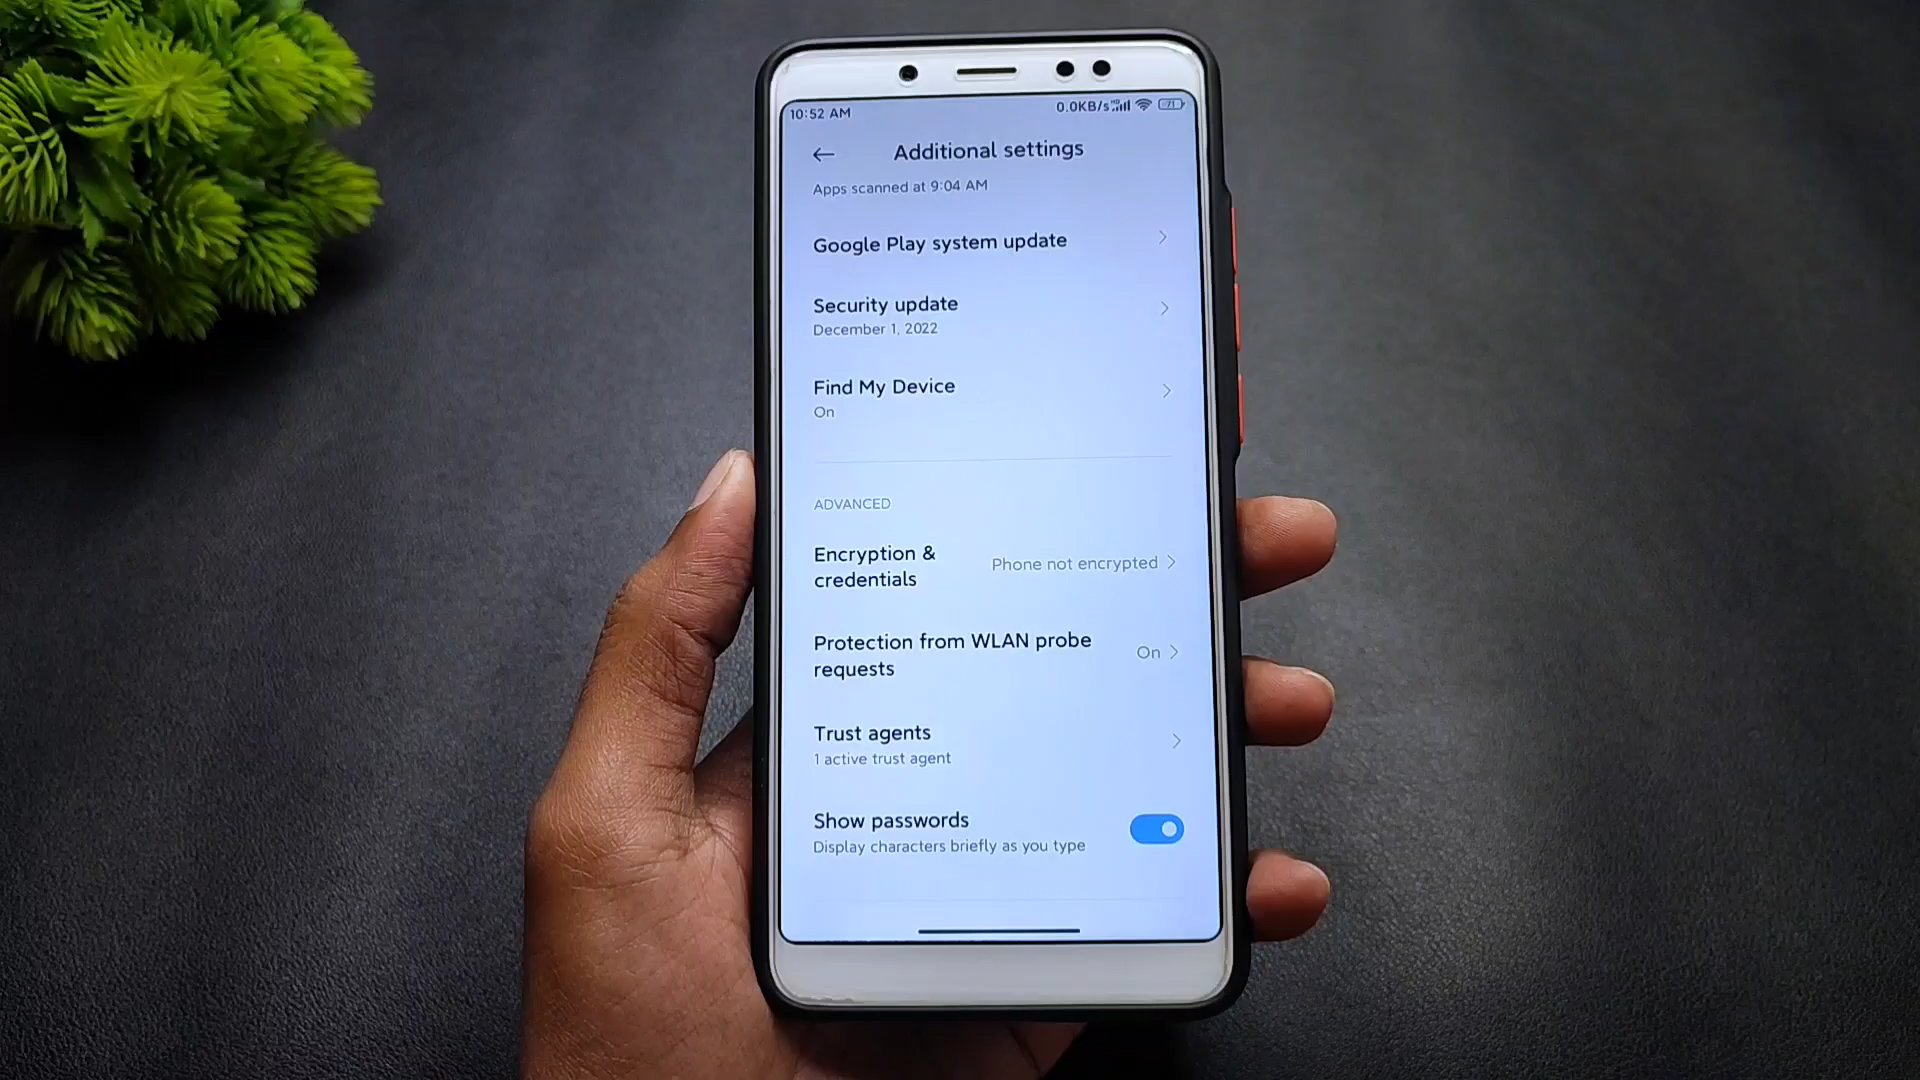 10:52 AM
0.0KB/s
71
Additional settings
Apps scanned at 9:04 AM
Google Play system update
Security update
December 1, 2022
Find My Device
On
ADVANCED
Encryption &
credentials
Phone not encrypted
Protection from WLAN probe
requests
On
Trust agents
1 active trust agent
Show passwords
Display characters briefly as you type